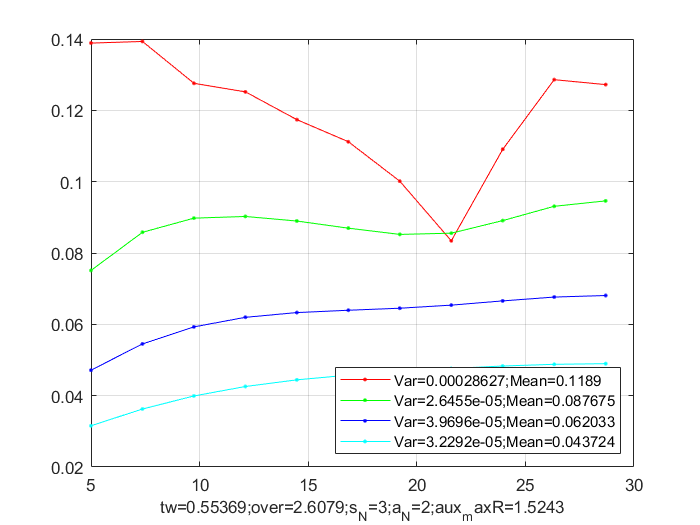 0.14
0.12
0.1
0.08
0.06
0.04
0.02
Var=0.00028627;Mean=0.1189
Var=2.6455e-05;Mean=0.087675
Var=3.9696e-05;Mean=0.062033
Var=3.2292e-05;Mean=0.043724
5 10 15 20 25 30
tw=0.55369;over=2.6079;s_N=3;a_N=2;aux_maxR=1.5243